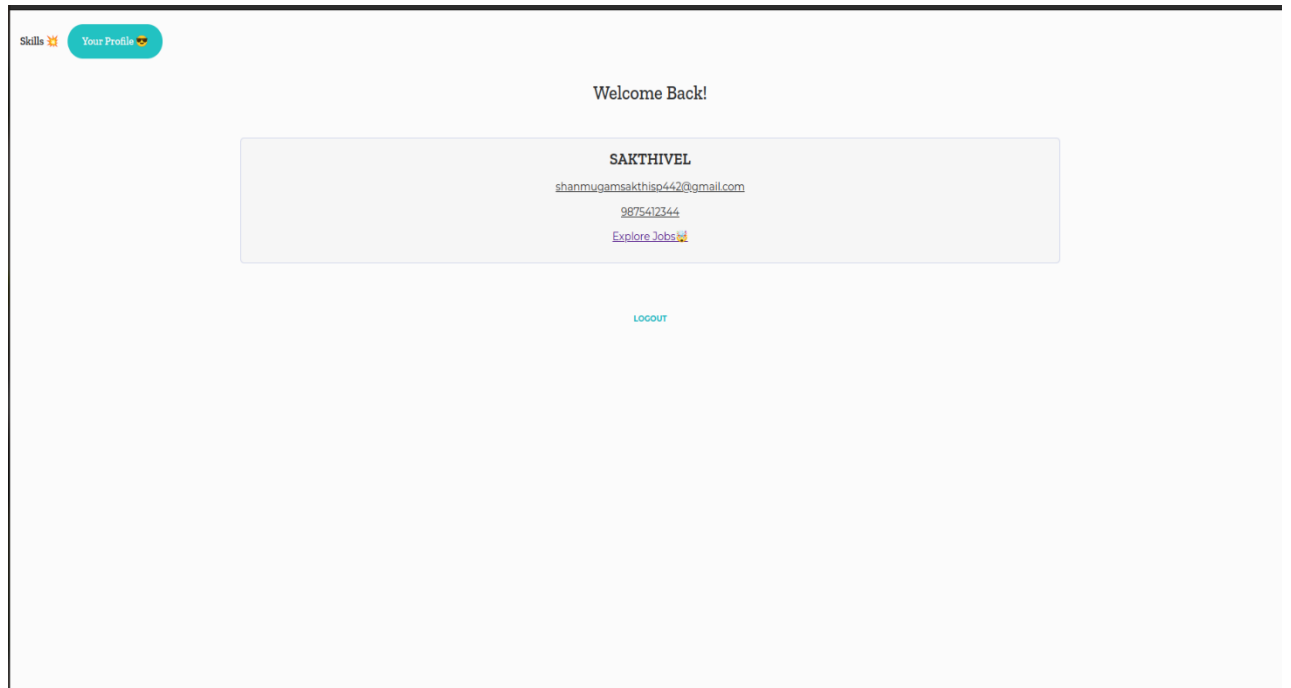 Skills 💥 Your Profile 😎
Welcome Back!
SAKTHIVEL
shanmugamsakthisp442@gmail.com
9875412344
Explore Jobs🤯
LOGOUT